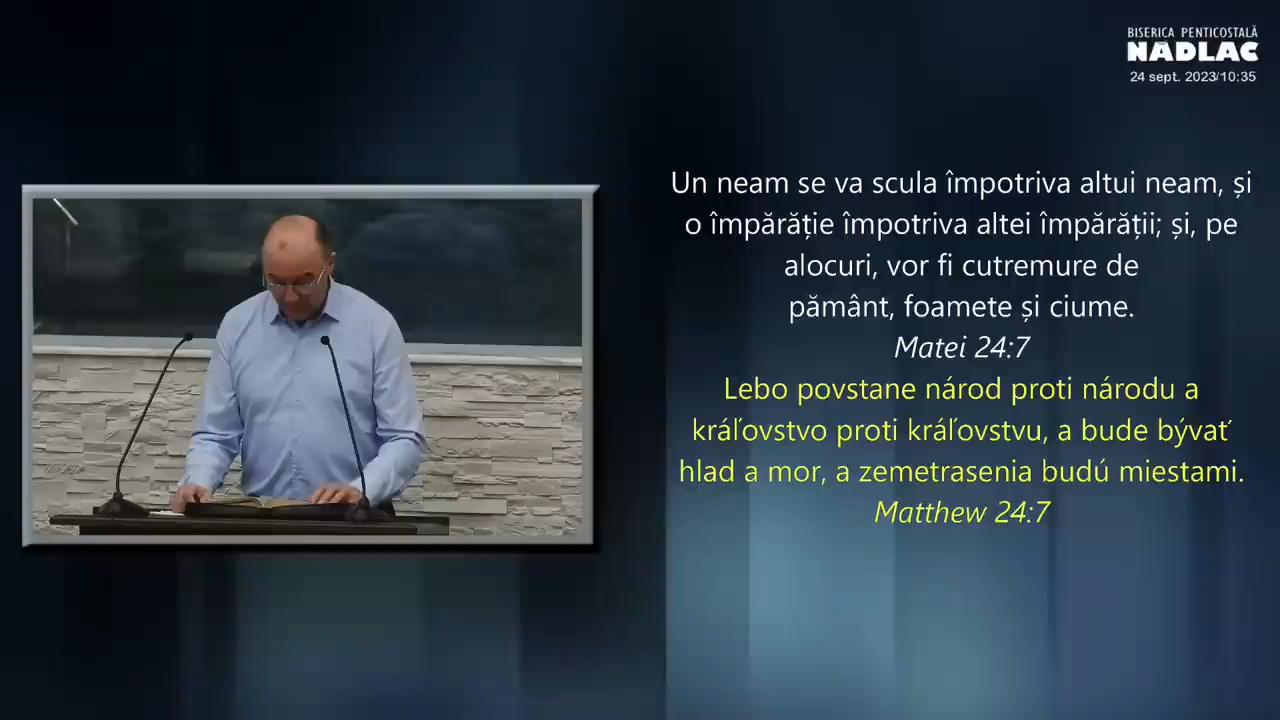 BISERICA PENTICOSTALĂ
NĂDLAC
24 sept. 2023/10:35
Un neam se va scula împotriva altui neam, și
o împărăție împotriva altei împărății; și, pe
alocuri, vor fi cutremure de
pământ, foamete și ciume.
Matei 24:7
Lebo povstane národ proti národu a
kráľovstvo proti kráľovstvu, a bude bývať
hlad a mor, a zemetrasenia budú miestami.
Matthew 24:7